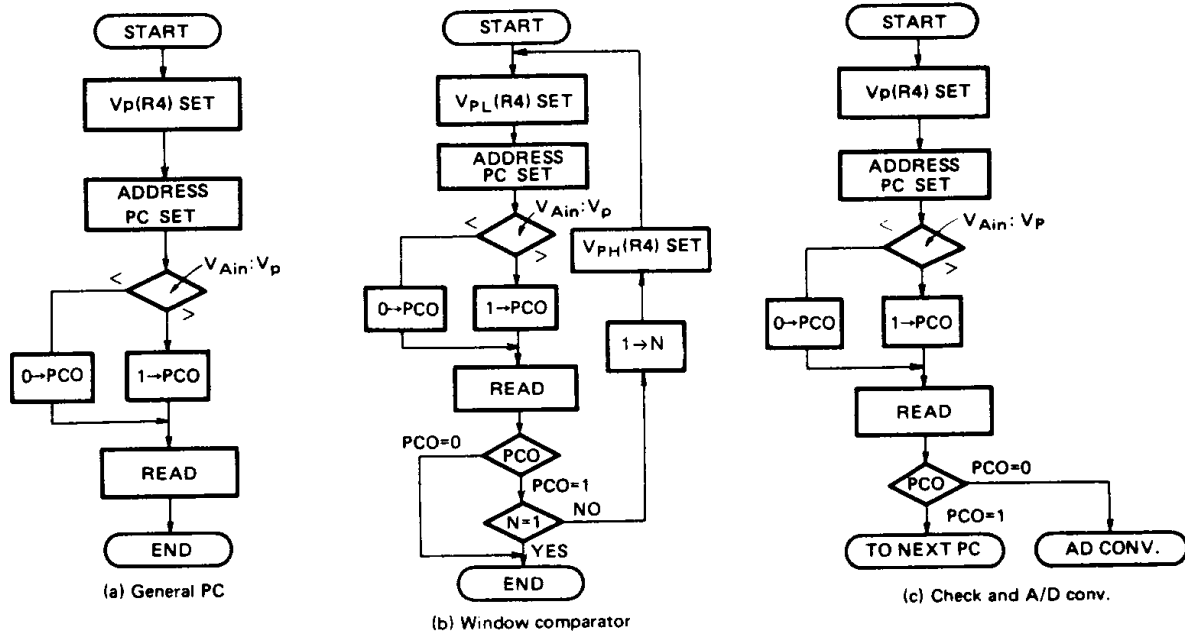 START
Vp(R4) SET
ADDRESS
PC SET
VAin:Vp
<
>
0→PCO
1→PCO
READ
END
(a) General PC
START
VPL(R4) SET
ADDRESS
PC SET
VAin:Vp
<
>
VPH(R4) SET
0→PCO
1→PCO
1→N
READ
PCO=0
PCO
PCO=1
N=1
NO
YES
END
(b) Window comparator
START
Vp(R4) SET
ADDRESS
PC SET
VAin:VP
<
>
0→PCO
1→PCO
READ
PCO
PCO=0
PCO=1
TO NEXT PC
AD CONV.
(c) Check and A/D conv.